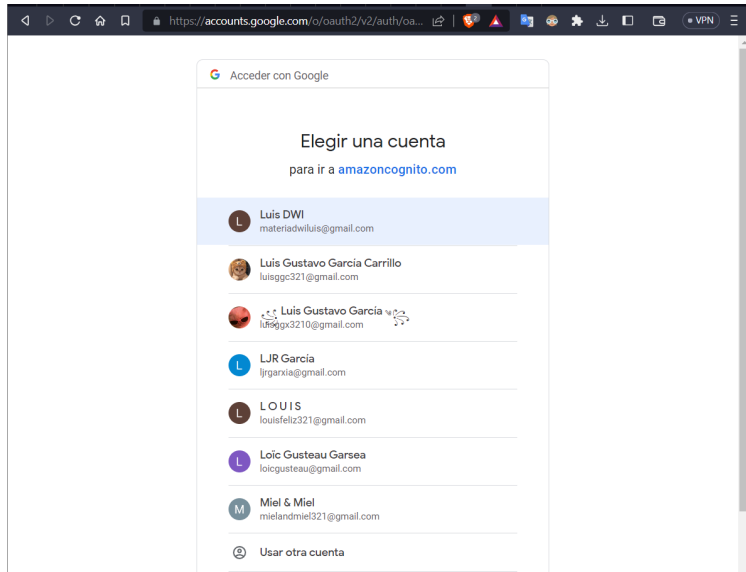 https://accounts.google.com/o/oauth2/v2/auth/oa...
2
VPN
G Acceder con Google
Elegir una cuenta
para ir a amazoncognito.com
L
Luis DWI
materiadwiluis@gmail.com
Luis Gustavo García Carrillo
luisggc321@gmail.com
Luis Gustavo García
luisggx3210@gmail.com
L
LJR García
ljrgarxia@gmail.com
L
L O U I S
louisfeliz321@gmail.com
L
Loïc Gusteau Garsea
loicgusteau@gmail.com
M
Miel & Miel
mielandmiel321@gmail.com
Usar otra cuenta